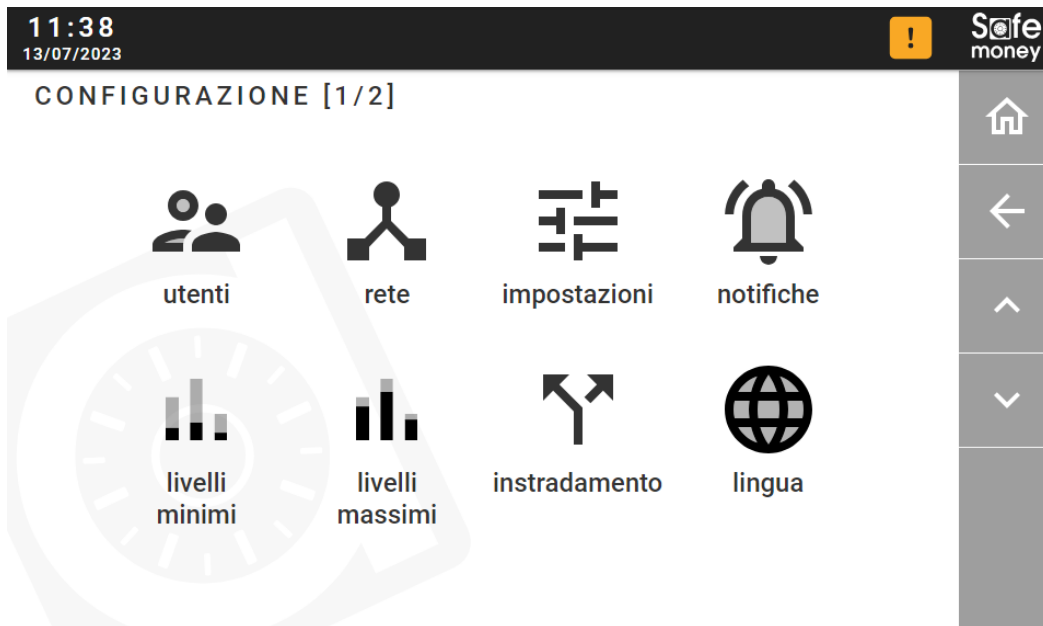 11:38
13/07/2023
!
Safe
money
CONFIGURAZIONE [1/2]
utenti
rete
impostazioni
notifiche
livelli
minimi
livelli
massimi
instradamento
lingua